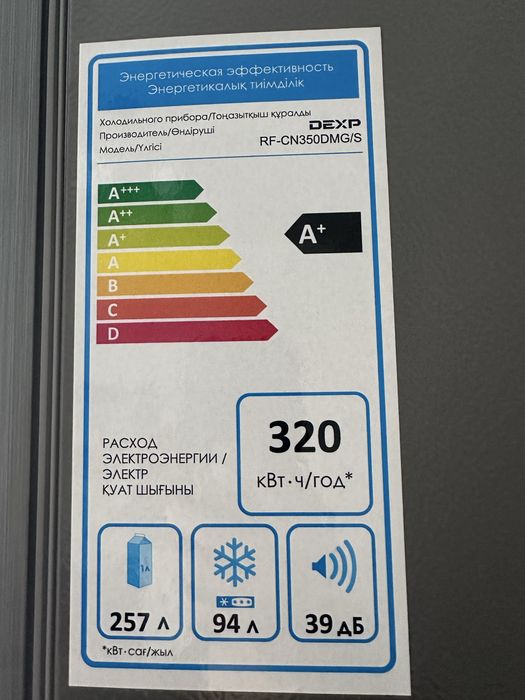 Энергетическая эффективность
Энергетикалық тиімділік
Холодильного прибора/Тоңазытқыш құралды
Производитель/Өндіруші DEXP
Модель/Үлгісі RF-CN350DMG/S
A+++
A++
A+
A
B
C
D
A+
РАСХОД
ЭЛЕКТРОЭНЕРГИИ /
ЭЛЕКТР
ҚУАТ ШЫҒЫНЫ
320
кВт·ч/год*
1л
257 л
94 л
39 дБ
*кВт·сағ/жыл